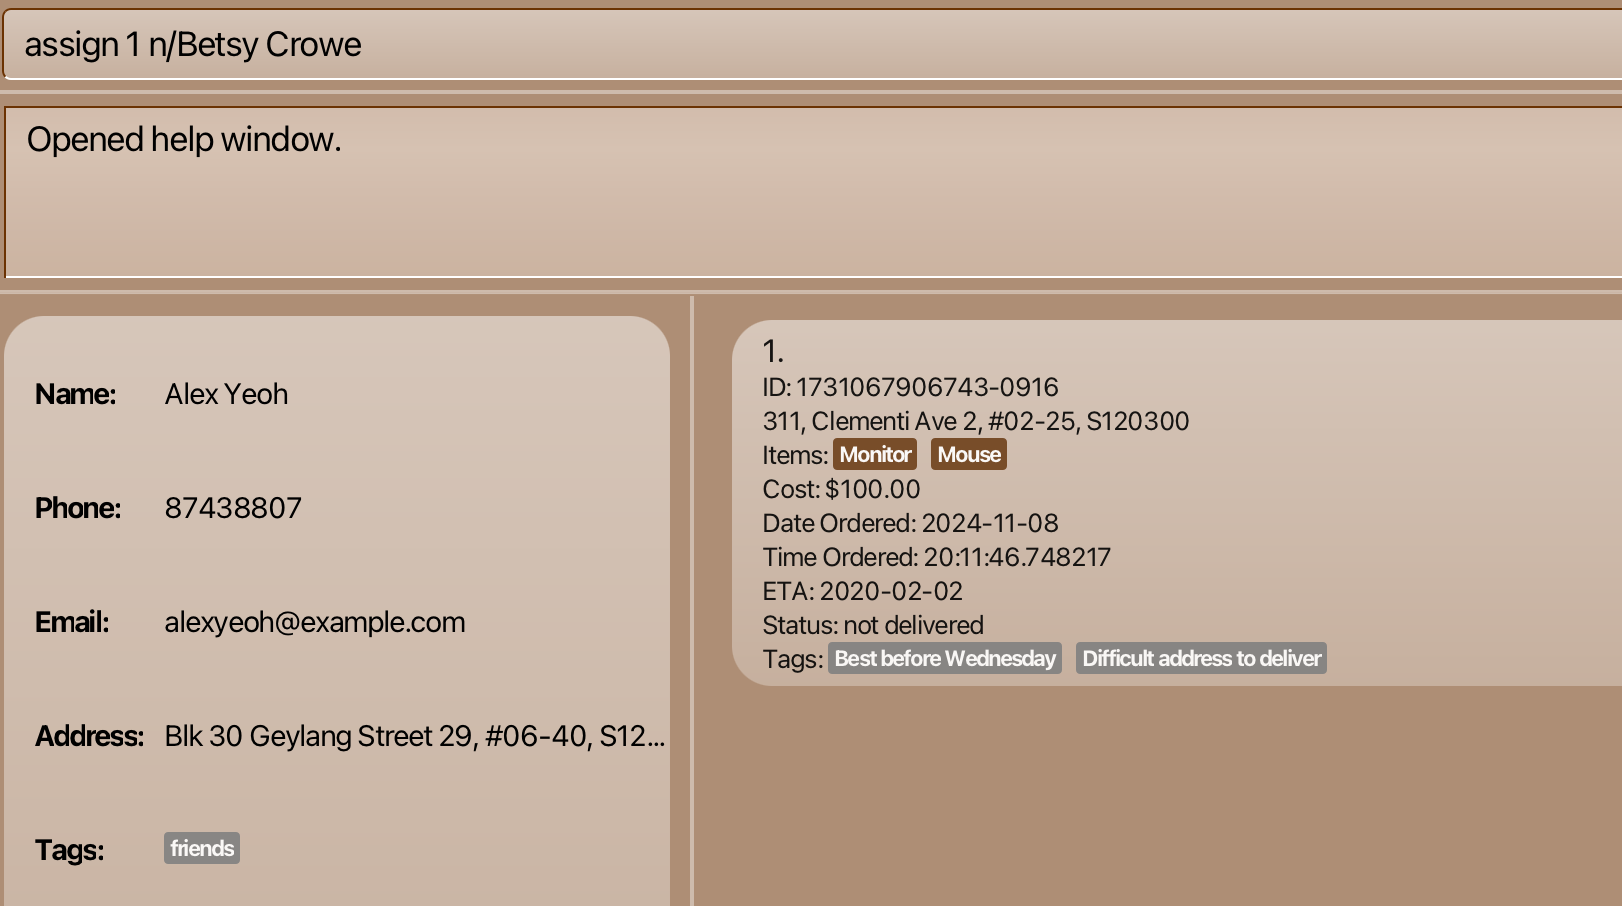 assign 1 n/Betsy Crowe
Opened help window.
Name: Alex Yeoh
Phone: 87438807
Email: alexyeoh@example.com
Address: Blk 30 Geylang Street 29, #06-40, S12...
Tags: friends
1.
ID: 1731067906743-0916
311, Clementi Ave 2, #02-25, S120300
Items: Monitor Mouse
Cost: $100.00
Date Ordered: 2024-11-08
Time Ordered: 20:11:46.748217
ETA: 2020-02-02
Status: not delivered
Tags: Best before Wednesday Difficult address to deliver